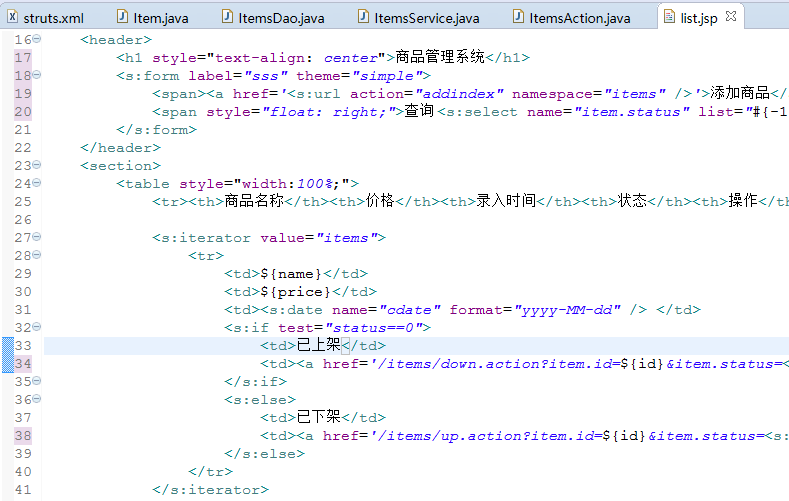 struts.xml Item.java ItemsDao.java ItemsService.java ItemsAction.java list.jsp
16 <header>
17 <h1 style="text-align: center">商品管理系统</h1>
18 <s:form label="sss" theme="simple">
19 <span><a href='<s:url action="addindex" namespace="items" />'>添加商品</
20 <span style="float: right;">查询<s:select name="item.status" list="#{-1
21 </s:form>
22 </header>
23 <section>
24 <table style="width:100%;">
25 <tr><th>商品名称</th><th>价格</th><th>录入时间</th><th>状态</th><th>操作</th
26
27 <s:iterator value="items">
28 <tr>
29 <td>${name}</td>
30 <td>${price}</td>
31 <td><s:date name="cdate" format="yyyy-MM-dd" /> </td>
32 <s:if test="status==0">
33 <td>已上架</td>
34 <td><a href='/items/down.action?item.id=${id}&item.status=<
35 </s:if>
36 <s:else>
37 <td>已下架</td>
38 <td><a href='/items/up.action?item.id=${id}&item.status=<s:
39 </s:else>
40 </tr>
41 </s:iterator>